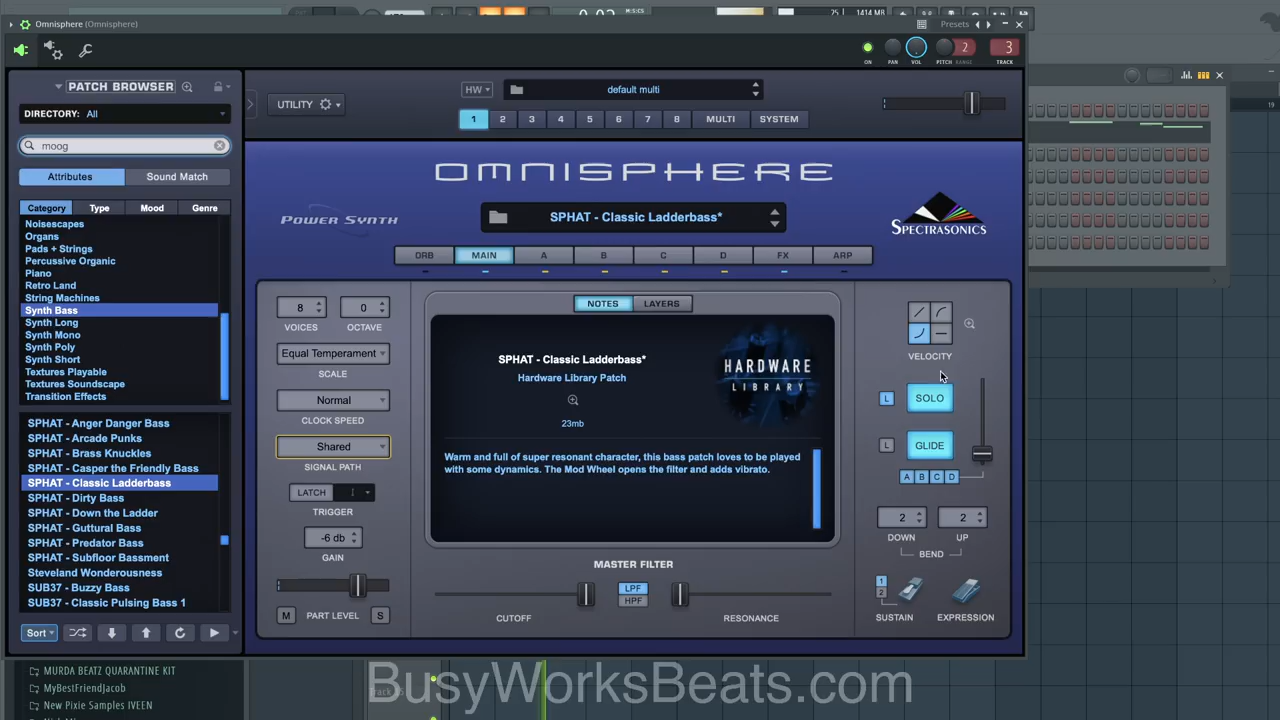 Omnisphere (Omnisphere)
Presets
25
1414 MB
ON
PAN
VOL
PITCH
RANGE
2
3
TRACK
19
PATCH BROWSER
DIRECTORY: All
moog
Attributes
Sound Match
Category
Type
Mood
Genre
Noisescapes
Organs
Pads + Strings
Percussive Organic
Piano
Retro Land
String Machines
Synth Bass
Synth Long
Synth Mono
Synth Poly
Synth Short
Textures Playable
Textures Soundscape
Transition Effects
SPHAT - Anger Danger Bass
SPHAT - Arcade Punks
SPHAT - Brass Knuckles
SPHAT - Casper the Friendly Bass
SPHAT - Classic Ladderbass
SPHAT - Dirty Bass
SPHAT - Down the Ladder
SPHAT - Guttural Bass
SPHAT - Predator Bass
SPHAT - Subfloor Bassment
Steveland Wonderousness
SUB37 - Buzzy Bass
SUB37 - Classic Pulsing Bass 1
Sort
UTILITY
HW
default multi
1
2
3
4
5
6
7
8
MULTI
SYSTEM
OMNISPHERE
POWER SYNTH
SPHAT - Classic Ladderbass*
SPECTRASONICS
ORB
MAIN
A
B
C
D
FX
ARP
8
0
VOICES
OCTAVE
Equal Temperament
SCALE
Normal
CLOCK SPEED
Shared
SIGNAL PATH
LATCH
TRIGGER
-6 db
GAIN
M
PART LEVEL
S
NOTES
LAYERS
SPHAT - Classic Ladderbass*
Hardware Library Patch
23mb
HARDWARE
LIBRARY
Warm and full of super resonant character, this bass patch loves to be played
with some dynamics. The Mod Wheel opens the filter and adds vibrato.
MASTER FILTER
LPF
HPF
CUTOFF
RESONANCE
VELOCITY
L
SOLO
L
GLIDE
A B C D
2
2
DOWN
UP
BEND
1
2
SUSTAIN
EXPRESSION
MURDA BEATZ QUARANTINE KIT
MyBestFriendJacob
New Pixie Samples IVEEN
BusyWorksBeats.com